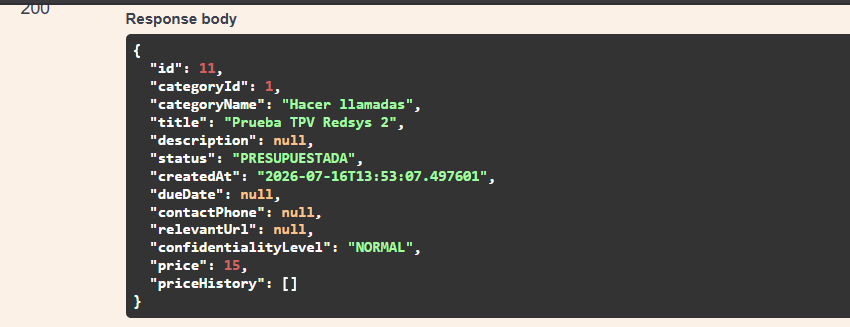 200
Response body
{
  "id": 11,
  "categoryId": 1,
  "categoryName": "Hacer llamadas",
  "title": "Prueba TPV Redsys 2",
  "description": null,
  "status": "PRESUPUESTADA",
  "createdAt": "2026-07-16T13:53:07.497601",
  "dueDate": null,
  "contactPhone": null,
  "relevantUrl": null,
  "confidentialityLevel": "NORMAL",
  "price": 15,
  "priceHistory": []
}